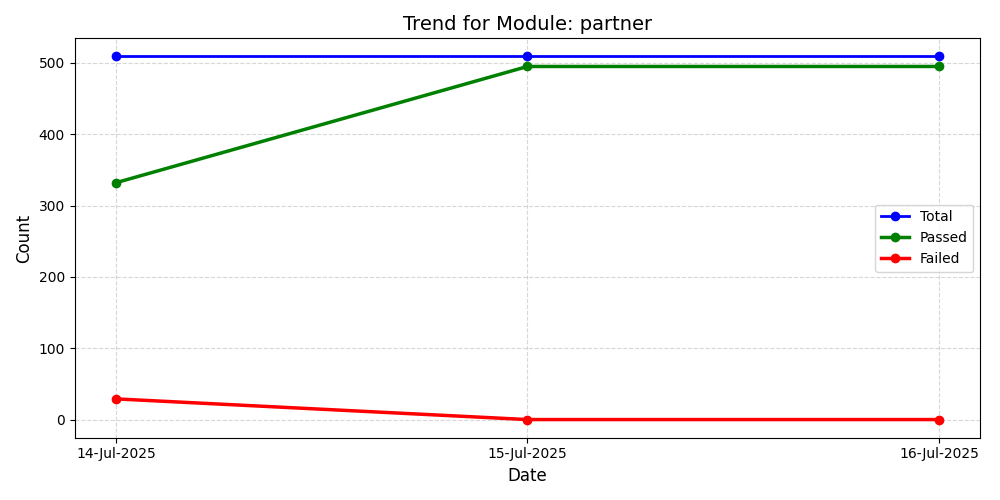 Trend for Module: partner
Count
500
400
300
200
100
0
Total
Passed
Failed
14-Jul-2025 15-Jul-2025 16-Jul-2025
Date